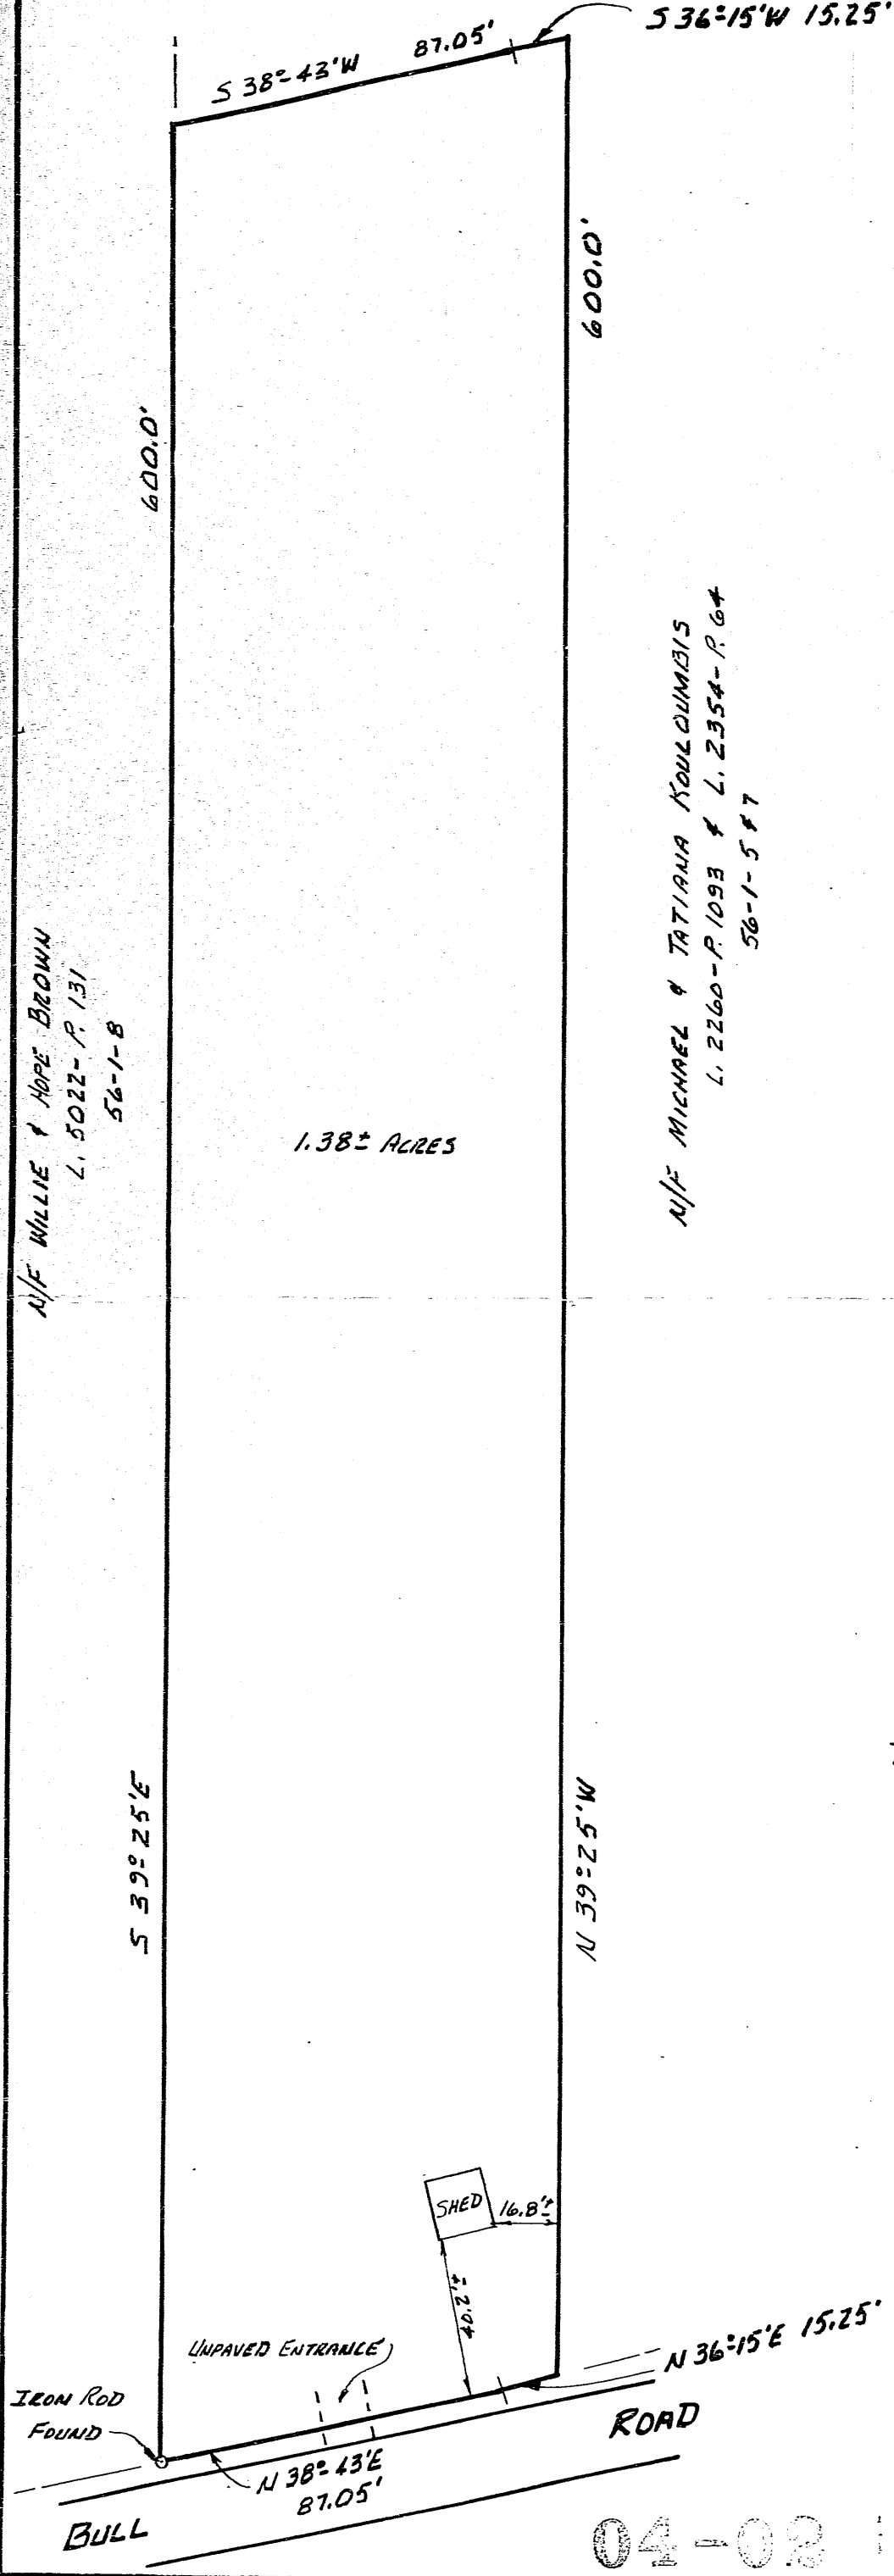 S 36°-15'W 15.25'
S 38°-43'W 87.05'
600.0'
600.0'
N/F MICHAEL & TATIANA KOULOUMBIS
L. 2260-P. 1093 & L. 2354-P. 64
56-1-5 & 7
N/F WILLIE & HOPE BROWN
L. 5022-P. 131
56-1-8
1.38± ACRES
S 39°-25'E
N 39°-25'W
SHED
16.8'±
40.2'±
UNPAVED ENTRANCE
N 36°-15'E 15.25'
IRON ROD
FOUND
N 38°-43'E
87.05'
BULL ROAD
04-02